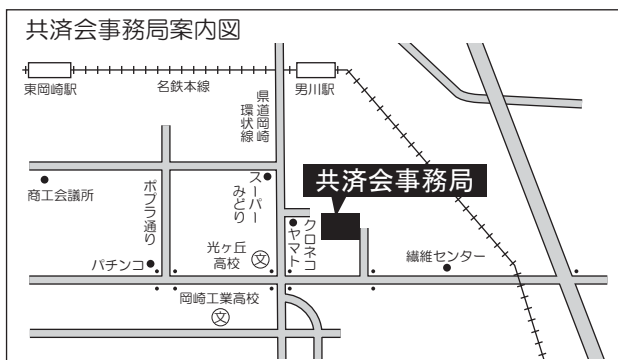 共済会事務局案内図
東岡崎駅
名鉄本線
男川駅
県道岡崎
環状線
商工会議所
ポプラ通り
スーパー
みどり
共済会事務局
クロネコ
ヤマト
光ヶ丘
高校
文
パチンコ
繊維センター
岡崎工業高校
文